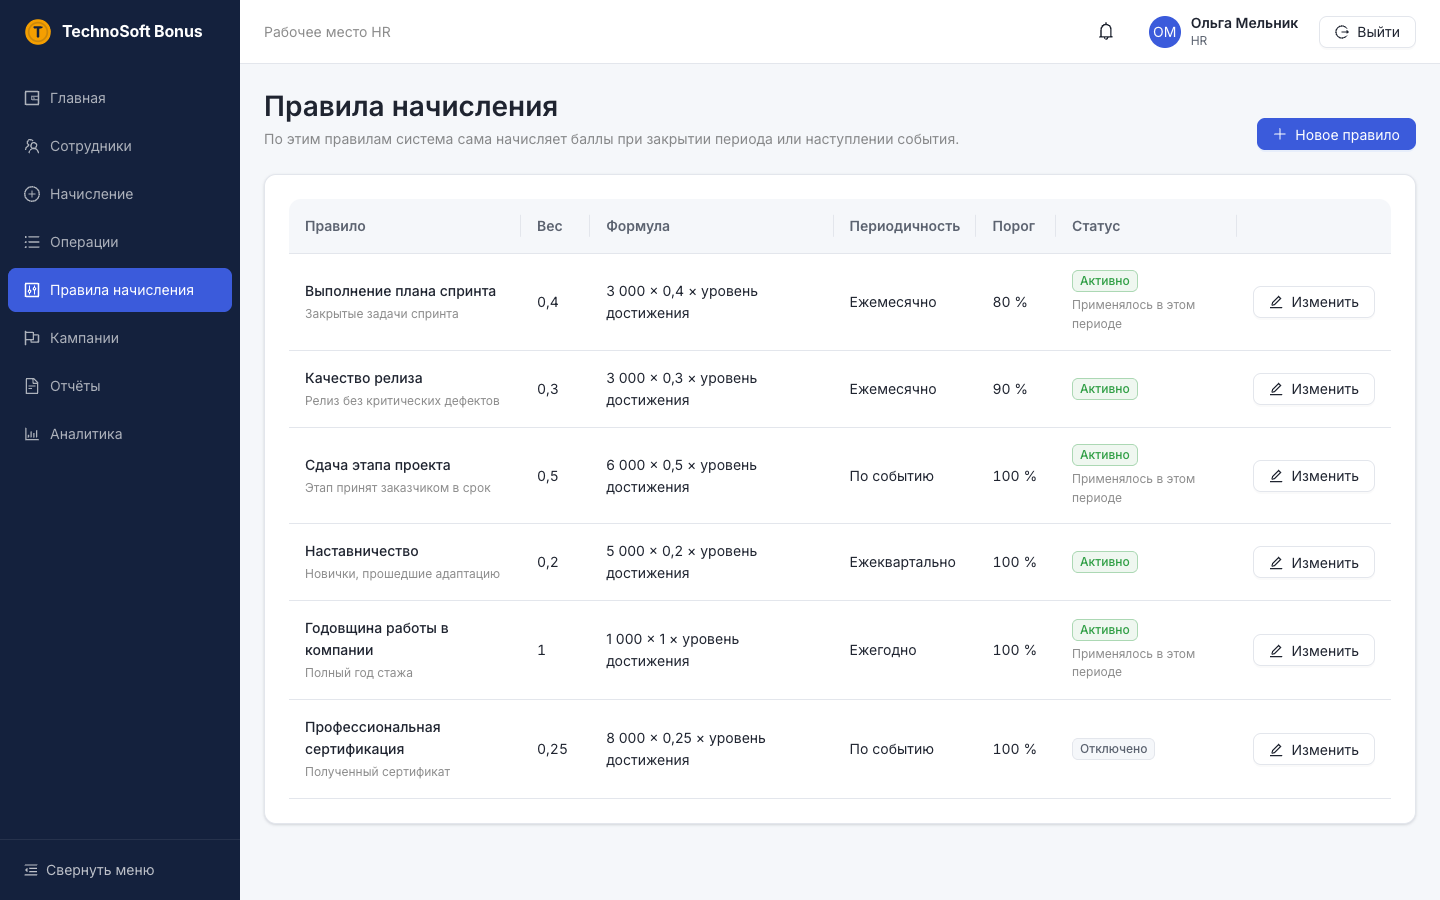 TechnoSoft Bonus
Рабочее место HR
ОМ
Ольга Мельник
HR
Выйти
Главная
Сотрудники
Начисление
Операции
Правила начисления
Кампании
Отчёты
Аналитика
Свернуть меню
Правила начисления
По этим правилам система сама начисляет баллы при закрытии периода или наступлении события.
Новое правило
Правило Вес Формула Периодичность Порог Статус
Выполнение плана спринта
Закрытые задачи спринта
0,4
3 000 × 0,4 × уровень
достижения
Ежемесячно
80 %
Активно
Применялось в этом
периоде
Изменить
Качество релиза
Релиз без критических дефектов
0,3
3 000 × 0,3 × уровень
достижения
Ежемесячно
90 %
Активно
Изменить
Сдача этапа проекта
Этап принят заказчиком в срок
0,5
6 000 × 0,5 × уровень
достижения
По событию
100 %
Активно
Применялось в этом
периоде
Изменить
Наставничество
Новички, прошедшие адаптацию
0,2
5 000 × 0,2 × уровень
достижения
Ежеквартально
100 %
Активно
Изменить
Годовщина работы в
компании
Полный год стажа
1
1 000 × 1 × уровень
достижения
Ежегодно
100 %
Активно
Применялось в этом
периоде
Изменить
Профессиональная
сертификация
Полученный сертификат
0,25
8 000 × 0,25 × уровень
достижения
По событию
100 %
Отключено
Изменить